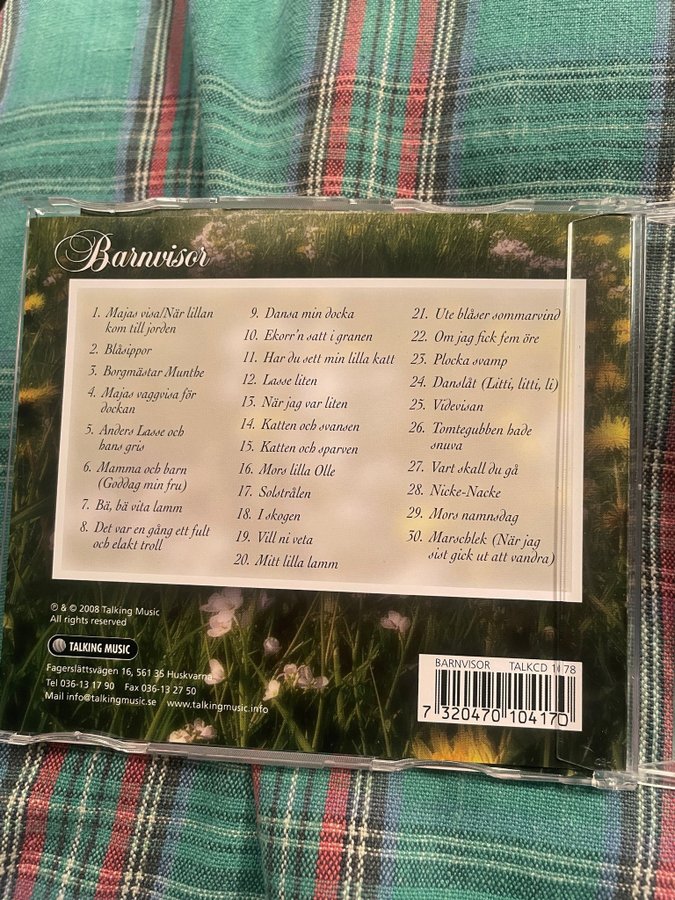 Barnvisor
1. Majas visa/När lillan
kom till jorden
2. Blåsippor
3. Borgmästar Munthe
4. Majas vaggvisa för
dockan
5. Anders Lasse och
hans gris
6. Mamma och barn
(Goddag min fru)
7. Bä, bä vita lamm
8. Det var en gång ett fult
och elakt troll
9. Dansa min docka
10. Ekorr'n satt i granen
11. Har du sett min lilla katt
12. Lasse liten
13. När jag var liten
14. Katten och svansen
15. Katten och sparven
16. Mors lilla Olle
17. Solstrålen
18. I skogen
19. Vill ni veta
20. Mitt lilla lamm
21. Ute blåser sommarvind
22. Om jag fick fem öre
23. Plocka svamp
24. Danslåt (Litti, litti, li)
25. Videvisan
26. Tomtegubben hade
snuva
27. Vart skall du gå
28. Nicke-Nacke
29. Mors namnsdag
30. Marschlek (När jag
sist gick ut att vandra)
℗ & © 2008 Talking Music
All rights reserved
TALKING MUSIC
Fagerslättsvägen 16, 561 35 Huskvarna
Tel 036-13 17 90 Fax 036-13 27 50
Mail info@talkingmusic.se www.talkingmusic.info
BARNVISOR TALKCD
7 320470 104170